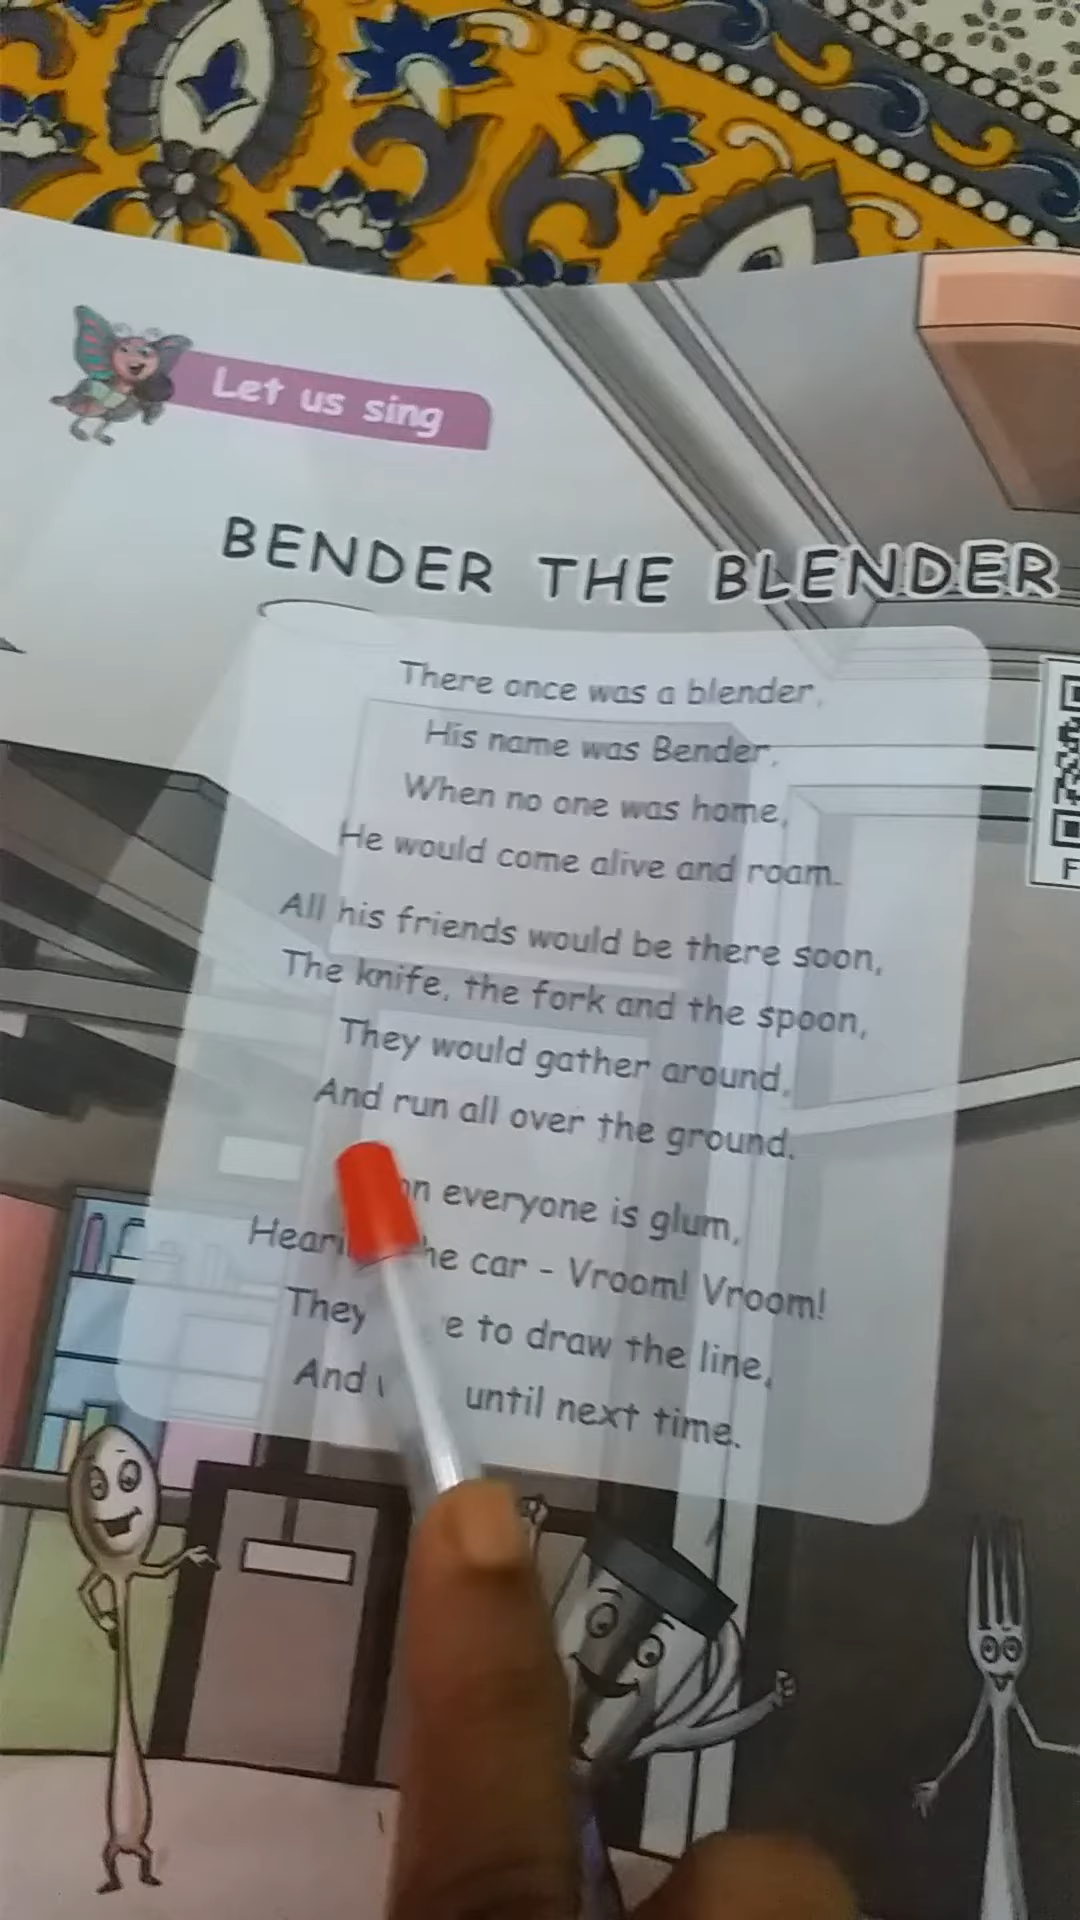 Let us sing
BENDER THE BLENDER
There once was a blender,
His name was Bender,
When no one was home,
He would come alive and roam.
All his friends would be there soon,
The knife, the fork and the spoon,
They would gather around,
And run all over the ground.
everyone is glum,
car - Vroom! Vroom!
They to draw the line,
And until next time.
F